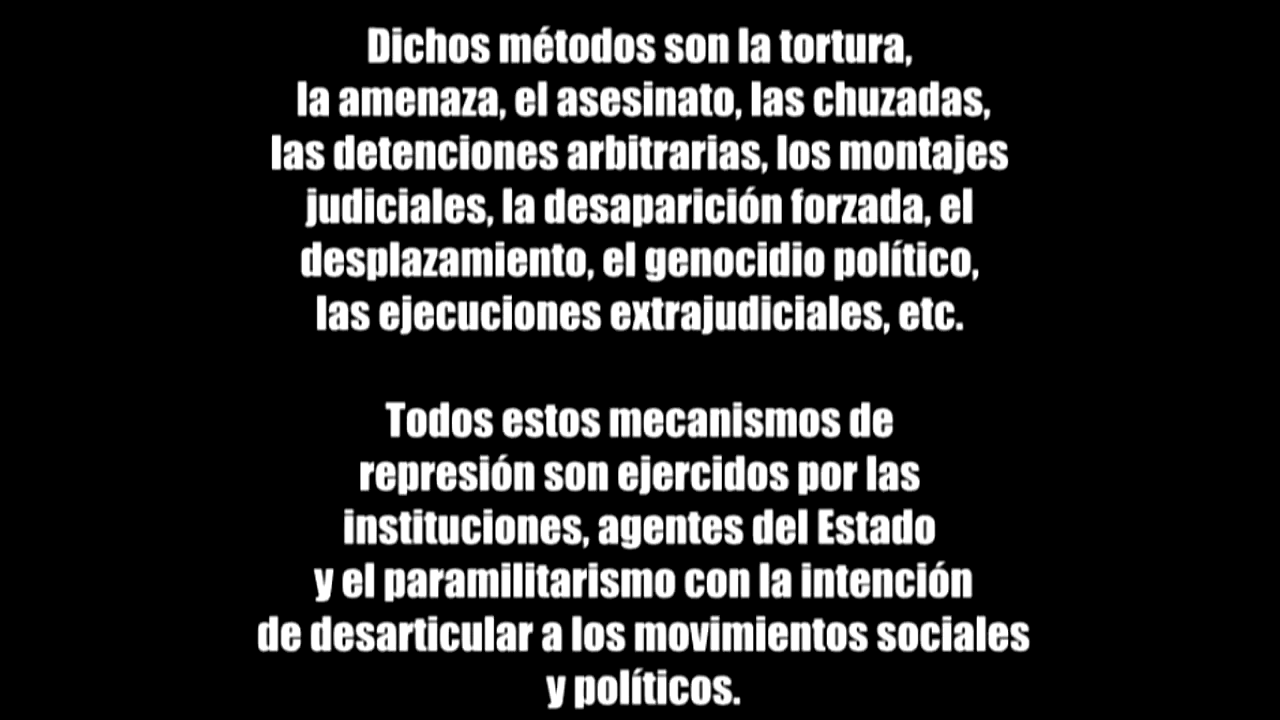 Dichos métodos son la tortura,
la amenaza, el asesinato, las chuzadas,
las detenciones arbitrarias, los montajes
judiciales, la desaparición forzada, el
desplazamiento, el genocidio político,
las ejecuciones extrajudiciales, etc.
Todos estos mecanismos de
represión son ejercidos por las
instituciones, agentes del Estado
y el paramilitarismo con la intención
de desarticular a los movimientos sociales
y políticos.